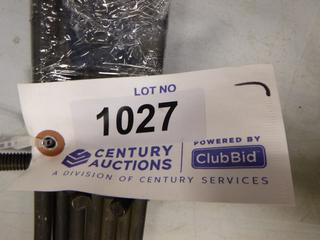 LOT NO
1027
CENTURY
AUCTIONS
POWERED BY
ClubBid
A DIVISION OF CENTURY SERVICES